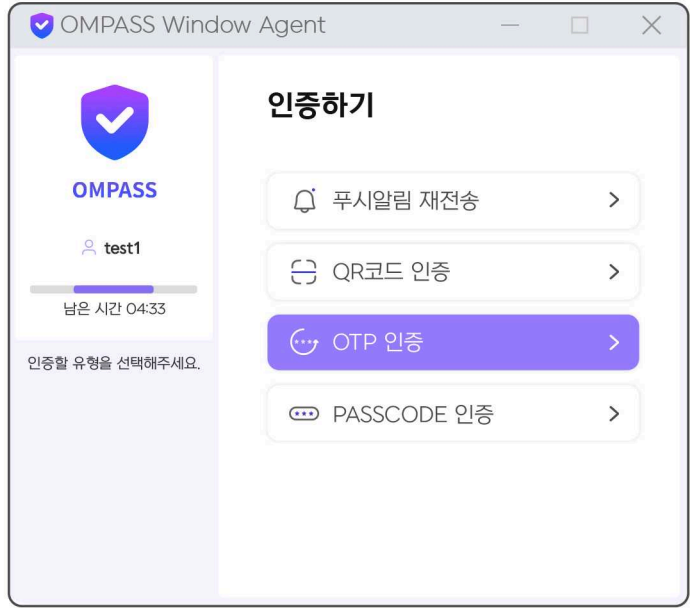 OMPASS Window Agent
OMPASS
test1
남은 시간 04:33
인증할 유형을 선택해주세요.
인증하기
푸시알림 재전송
QR코드 인증
OTP 인증
PASSCODE 인증